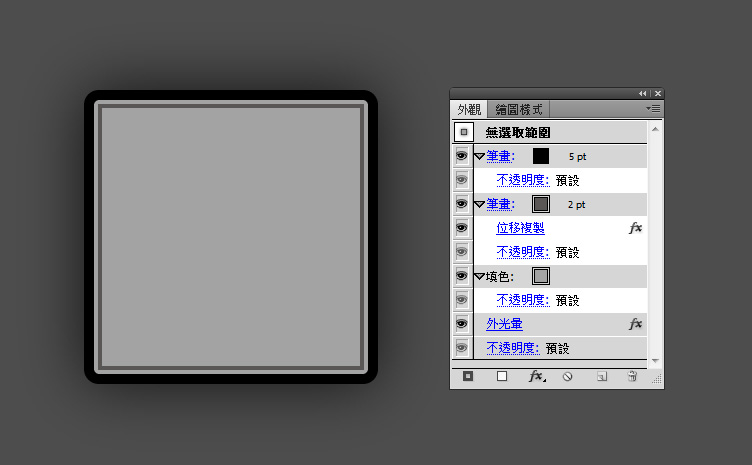 外觀 繪圖樣式
無選取範圍
筆畫: 5 pt
不透明度: 預設
筆畫: 2 pt
位移複製 fx
不透明度: 預設
填色:
不透明度: 預設
外光暈 fx
不透明度: 預設
fx